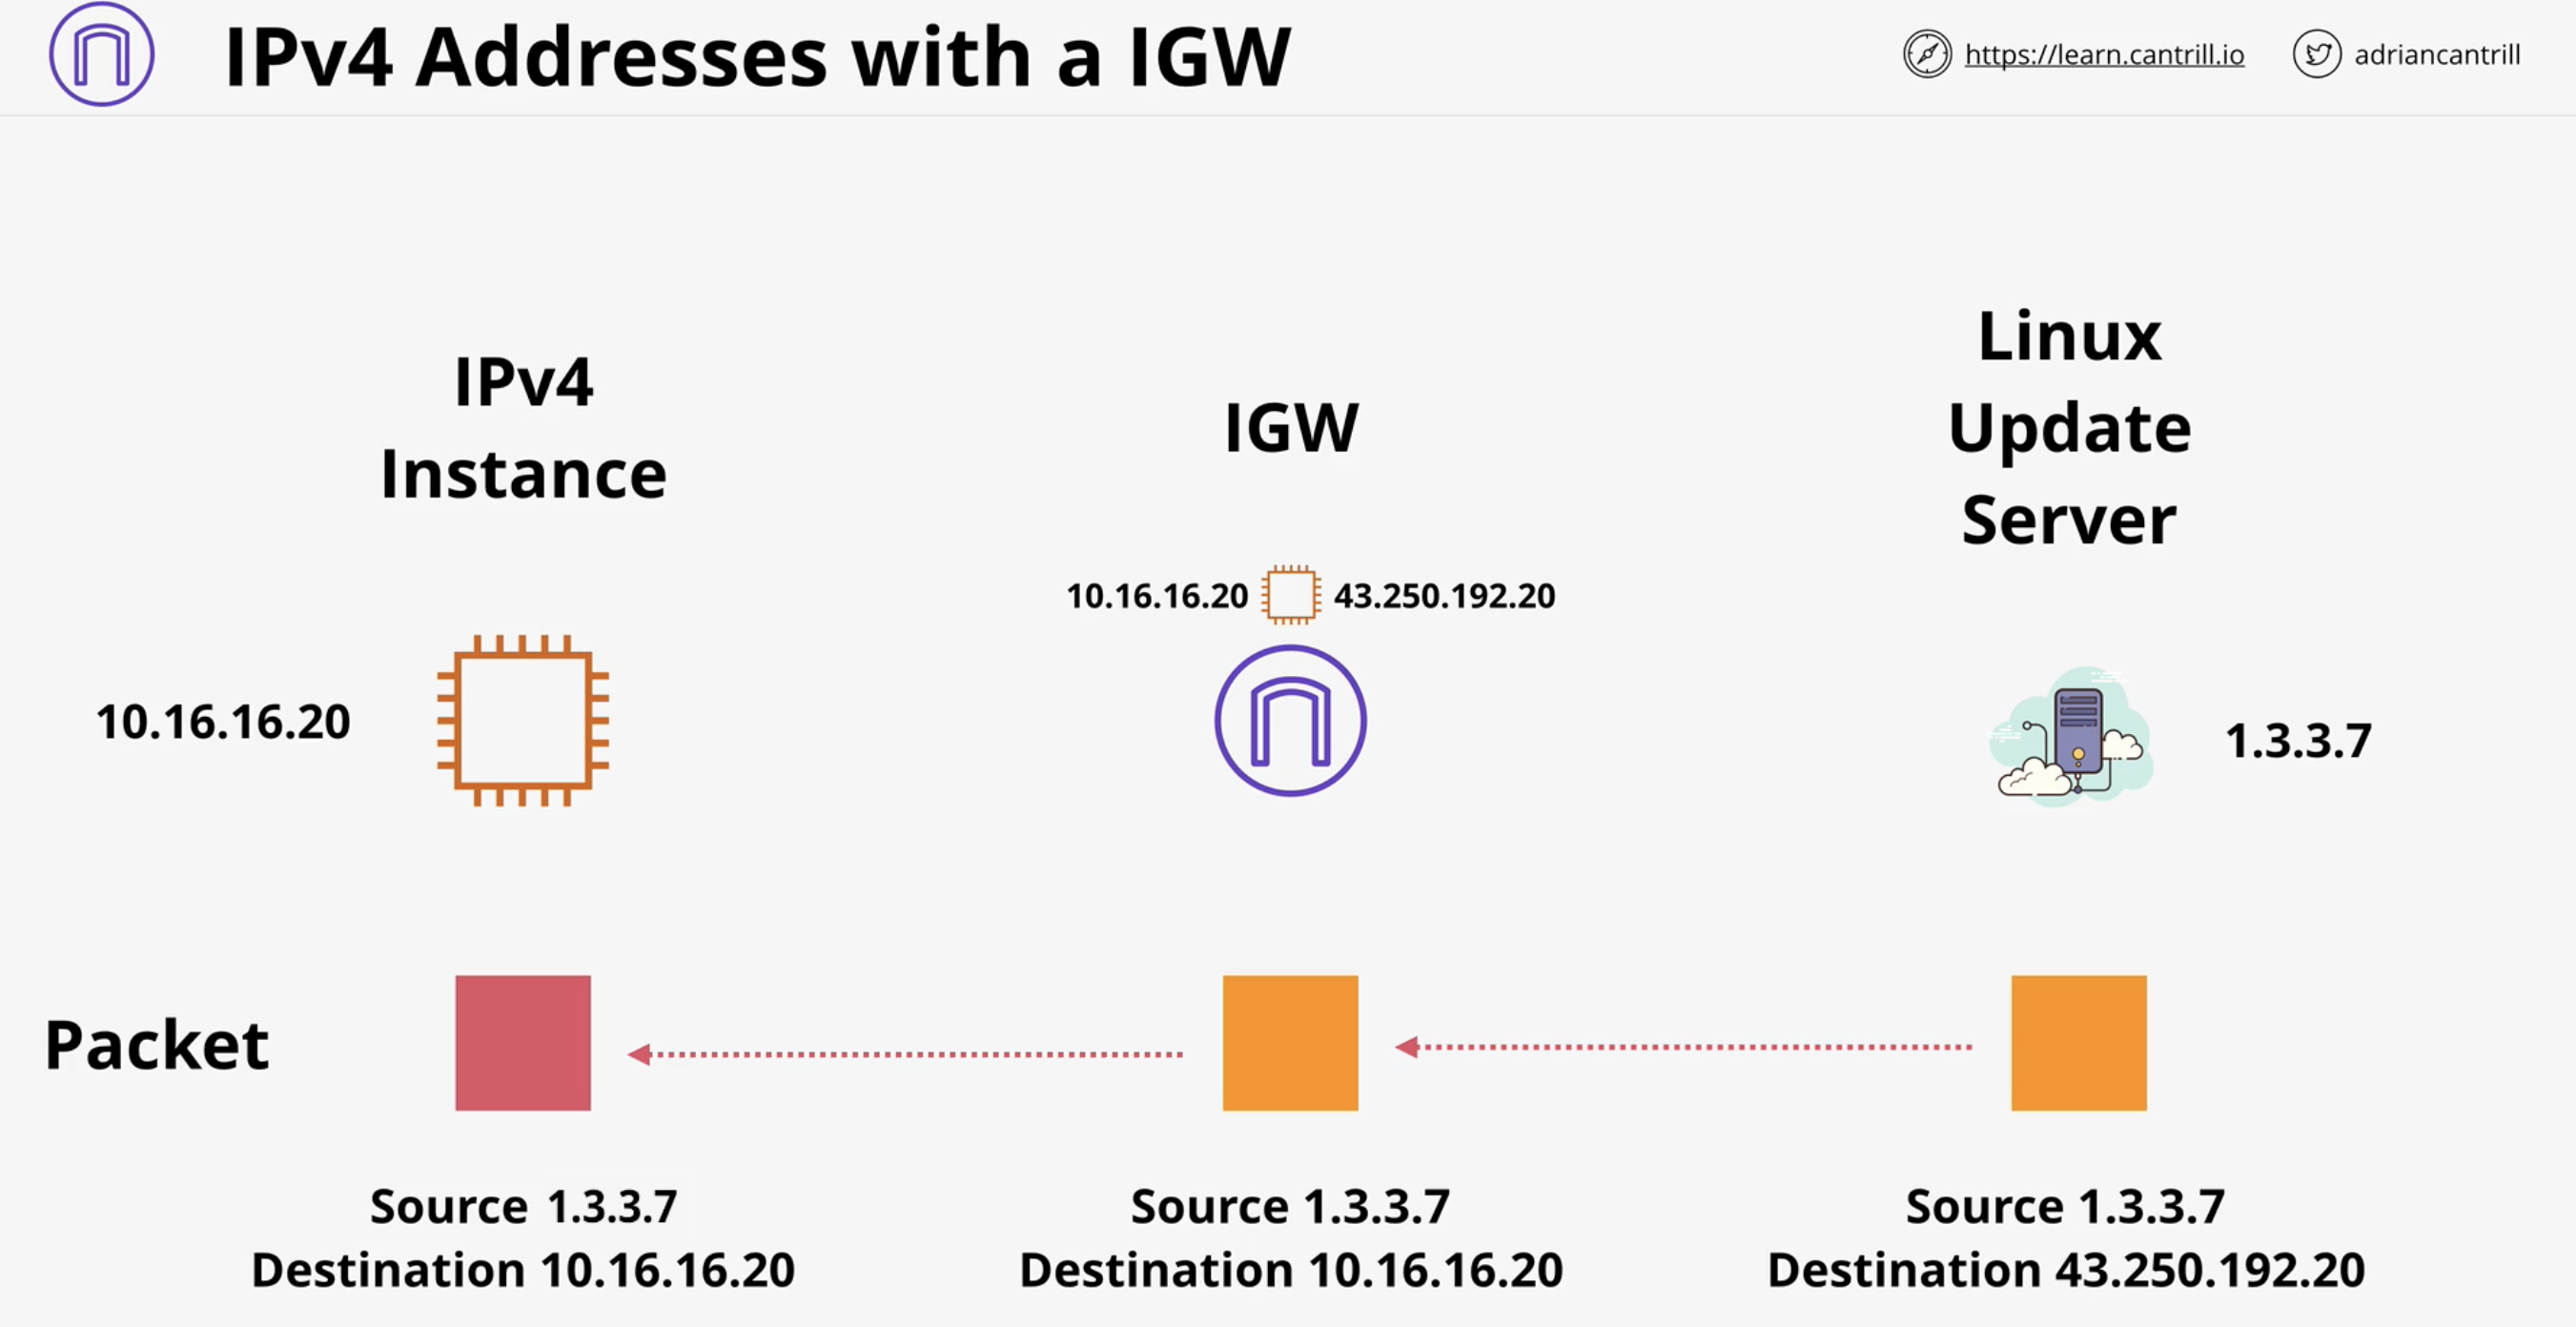 IPv4 Addresses with a IGW
https://learn.cantrill.io
adriancantrill
IPv4
Instance
IGW
Linux
Update
Server
10.16.16.20
43.250.192.20
10.16.16.20
1.3.3.7
Packet
Source 1.3.3.7
Destination 10.16.16.20
Source 1.3.3.7
Destination 10.16.16.20
Source 1.3.3.7
Destination 43.250.192.20